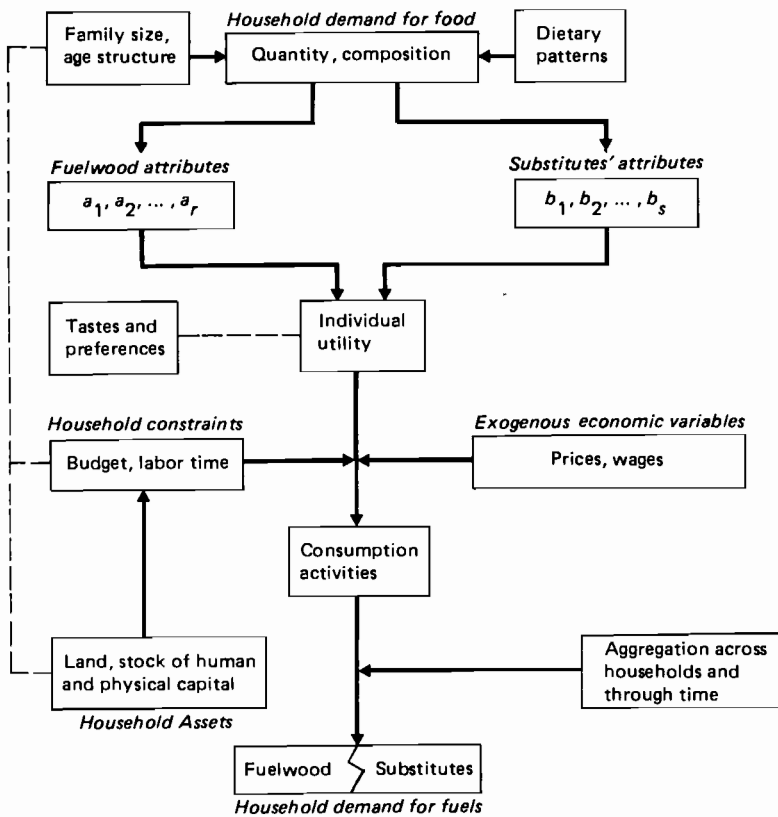 Household demand for food
Family size,
age structure
Quantity, composition
Dietary
patterns
Fuelwood attributes
a1, a2, ... , ar
Substitutes' attributes
b1, b2, ... , bs
Tastes and
preferences
Individual
utility
Household constraints
Budget, labor time
Exogenous economic variables
Prices, wages
Consumption
activities
Land, stock of human
and physical capital
Household Assets
Aggregation across
households and
through time
Fuelwood
Substitutes
Household demand for fuels